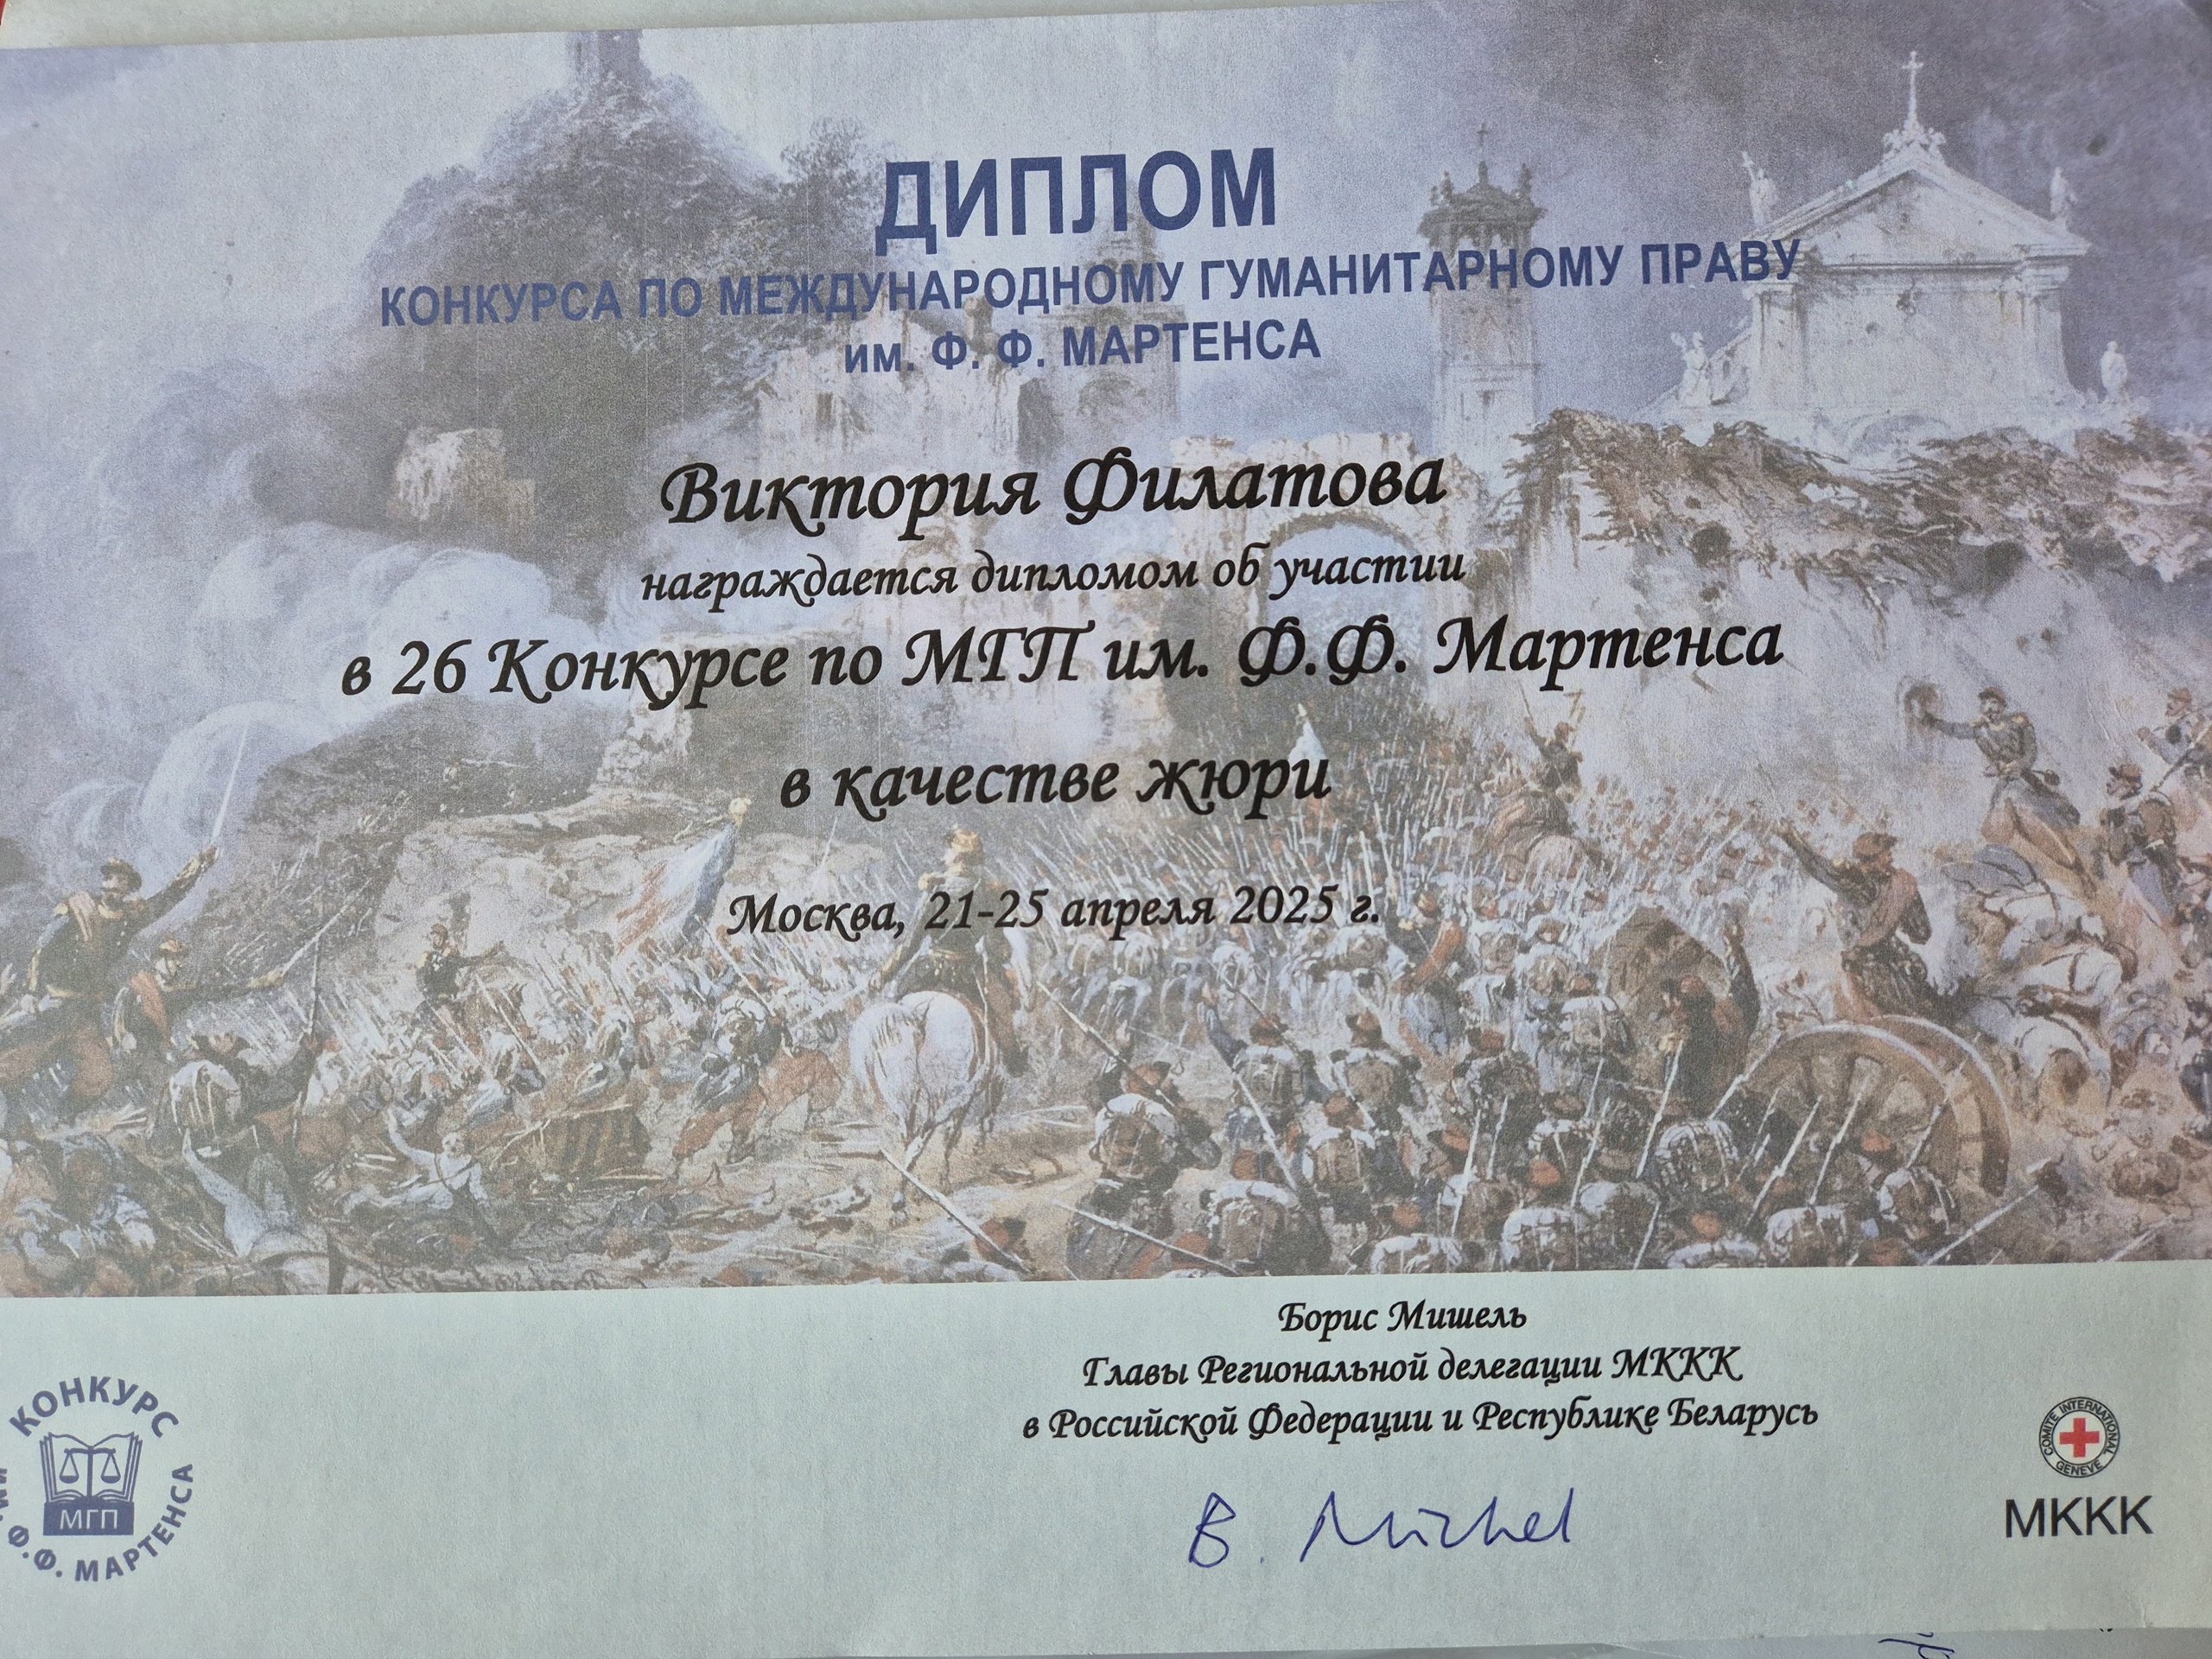 ДИПЛОМ
КОНКУРСА ПО МЕЖДУНАРОДНОМУ ГУМАНИТАРНОМУ ПРАВУ
им. Ф. Ф. МАРТЕНСА
Виктория Филатова
награждается дипломом об участии
в 26 Конкурсе по МГП им. Ф.Ф. Мартенса
в качестве жюри
Москва, 21-25 апреля 2025 г.
Борис Мишель
Главы Региональной делегации МККК
в Российской Федерации и Республике Беларусь
B. Michel
КОНКУРС
ИМ. Ф.Ф. МАРТЕНСА
МГП
COMITE INTERNATIONAL
GENEVE
МККК